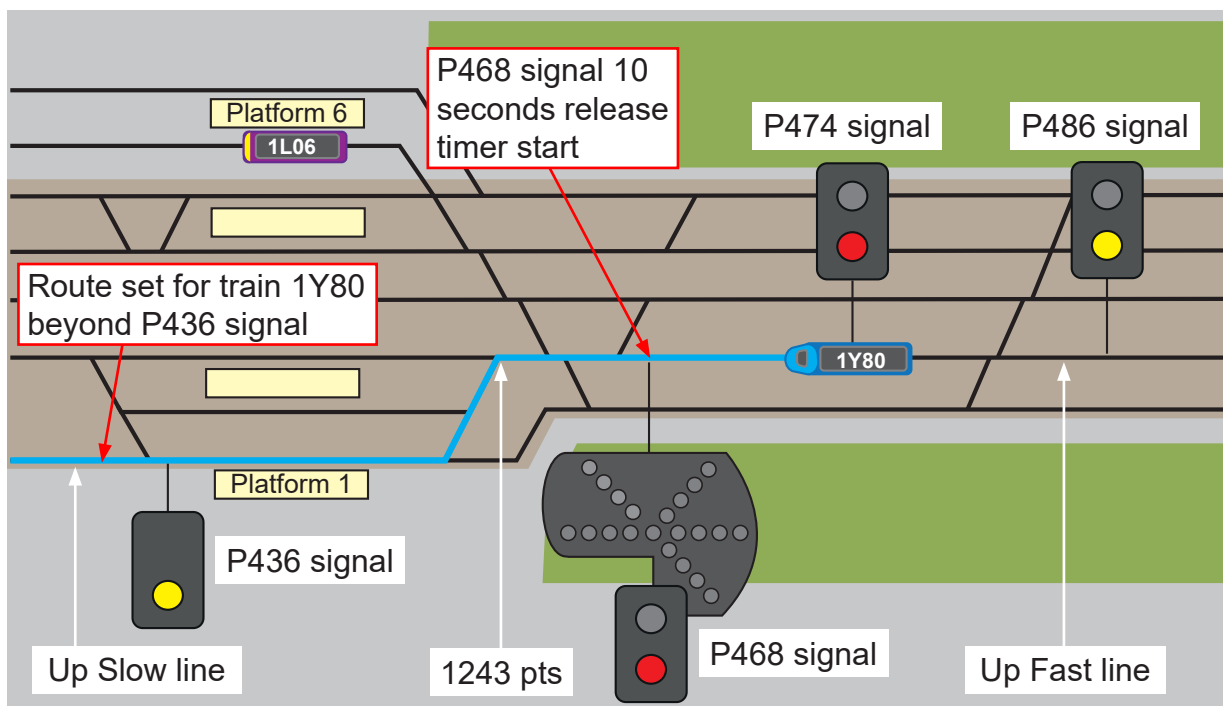 P468 signal 10
seconds release
timer start
Platform 6
1L06
P474 signal
P486 signal
Route set for train 1Y80
beyond P436 signal
1Y80
Platform 1
P436 signal
Up Slow line
1243 pts
P468 signal
Up Fast line